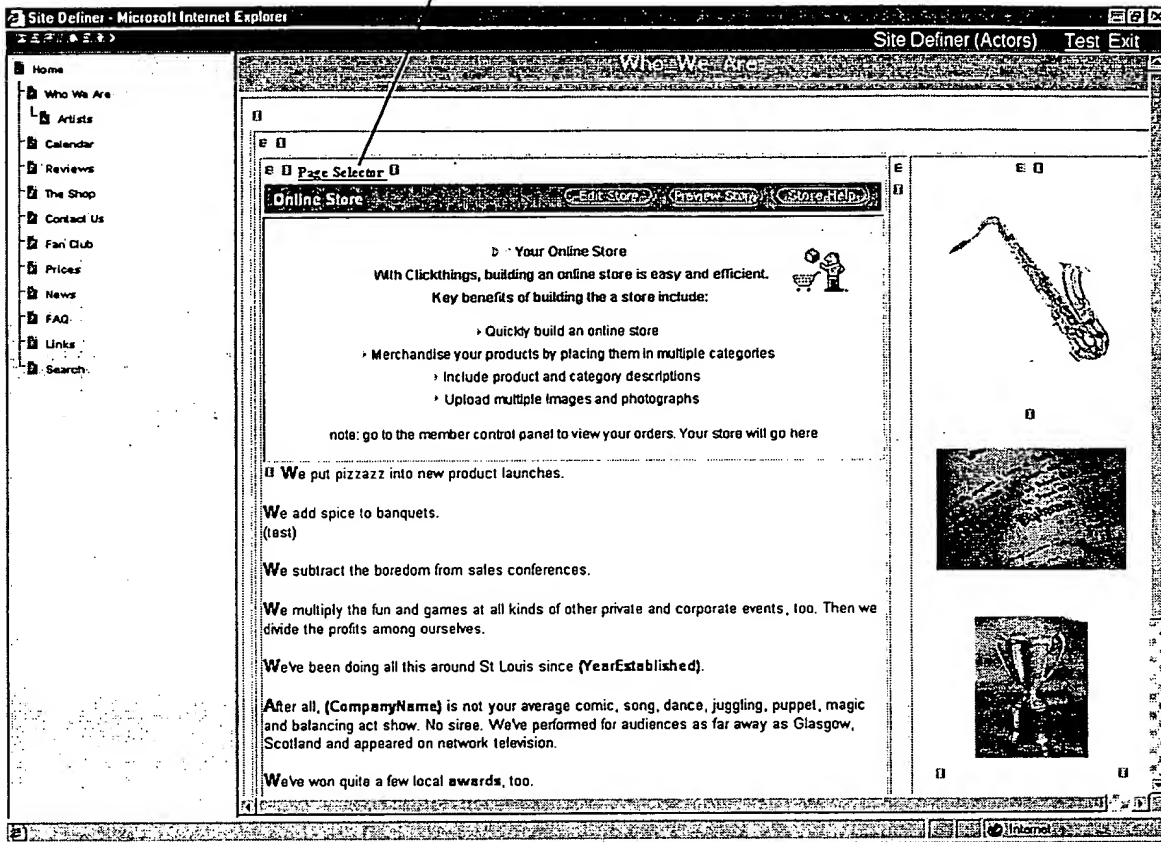 Site Definer - Microsoft Internet Explorer
Site Definer (Actors) Test Exit
Home
Who We Are
Artists
Calendar
Reviews
The Shop
Contact Us
Fan Club
Prices
News
FAQ
Links
Search
Who We Are
Page Selector
Online Store Edit Store Preview Store Store Help
Your Online Store
With Clickthings, building an online store is easy and efficient.
Key benefits of building the a store include:
Quickly build an online store
Merchandise your products by placing them in multiple categories
Include product and category descriptions
Upload multiple images and photographs
note: go to the member control panel to view your orders. Your store will go here
We put pizzazz into new product launches.
We add spice to banquets.
(test)
We subtract the boredom from sales conferences.
We multiply the fun and games at all kinds of other private and corporate events, too. Then we
divide the profits among ourselves.
We've been doing all this around St Louis since (YearEstablished).
After all, (CompanyName) is not your average comic, song, dance, juggling, puppet, magic
and balancing act show. No siree. We've performed for audiences as far away as Glasgow,
Scotland and appeared on network television.
We've won quite a few local awards, too.
Internet